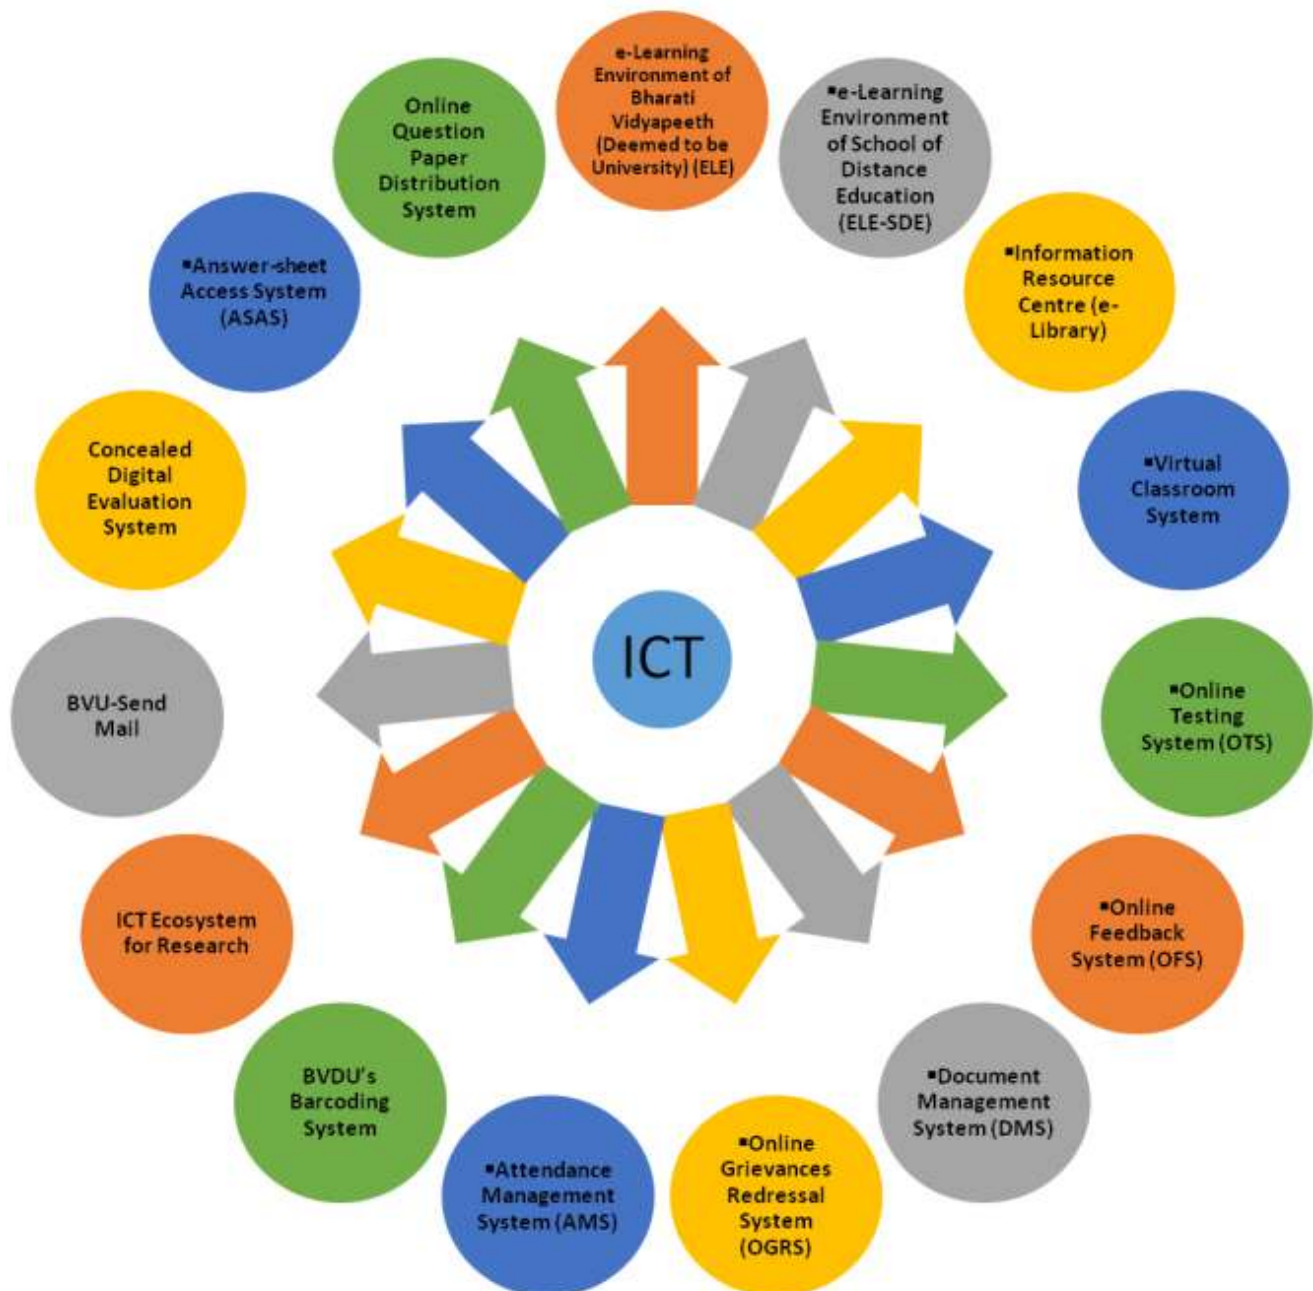 e-Learning
Environment of
Bharati
Vidyapeeth
(Deemed to be
University) (ELE)
▪e-Learning
Environment
of School of
Distance
Education
(ELE-SDE)
▪Information
Resource
Centre (e-
Library)
▪Virtual
Classroom
System
▪Online
Testing
System (OTS)
▪Online
Feedback
System (OFS)
▪Document
Management
System (DMS)
▪Online
Grievances
Redressal
System
(OGRS)
▪Attendance
Management
System (AMS)
BVDU's
Barcoding
System
ICT Ecosystem
for Research
BVU-Send
Mail
Concealed
Digital
Evaluation
System
▪Answer-sheet
Access System
(ASAS)
Online
Question
Paper
Distribution
System
ICT